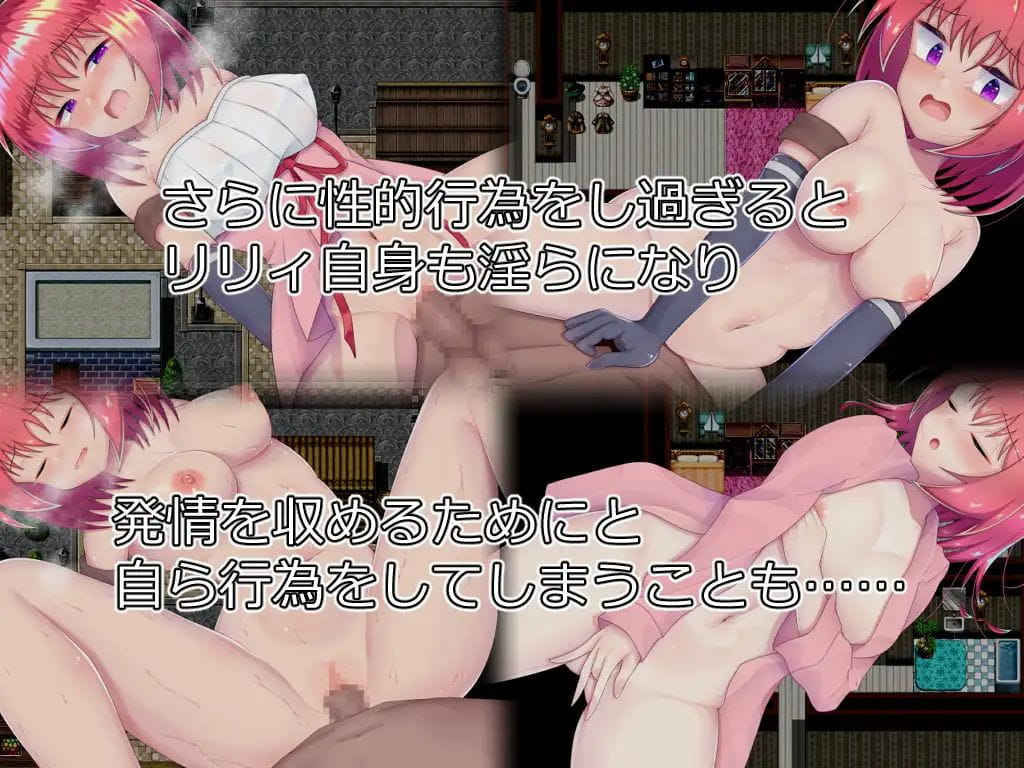 さらに性的行為をし過ぎると
リリィ自身も淫らになり
発情を収めるためにと
自ら行為をしてしまうことも……